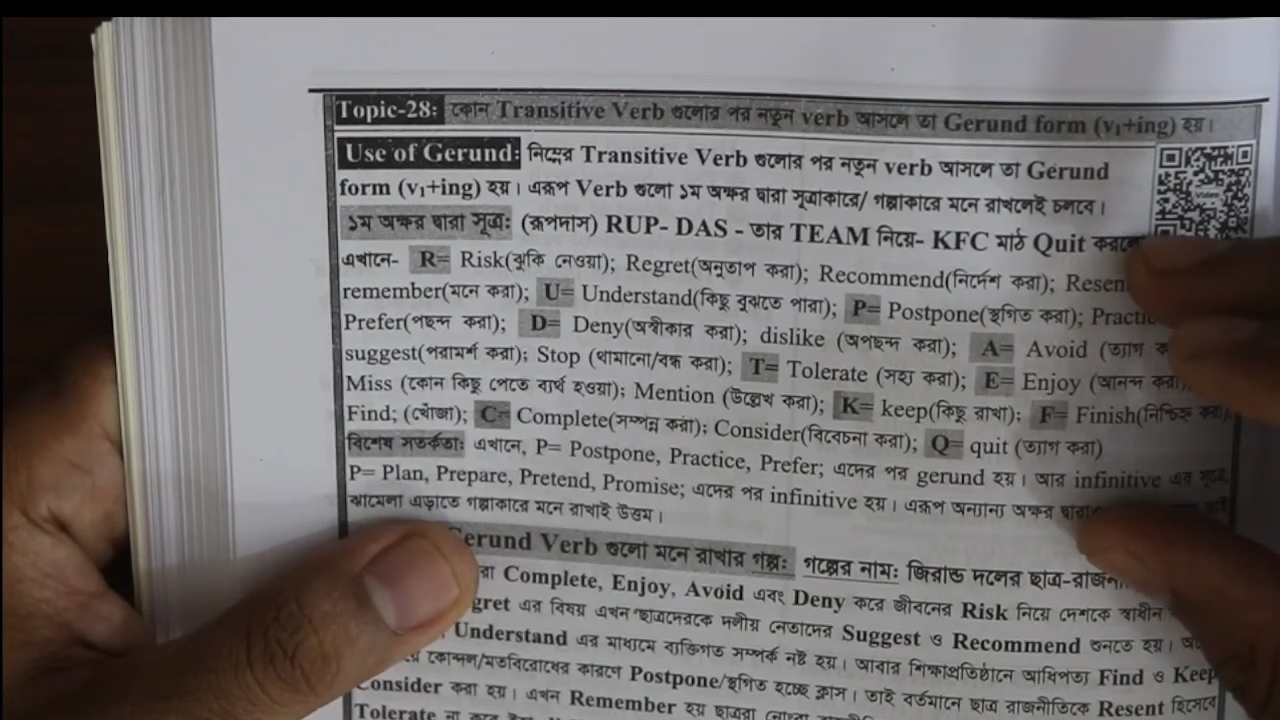 Topic-28: কোন Transitive Verb গুলোর পর নতুন verb আসলে তা Gerund form (v₁+ing) হয়।
Use of Gerund: নিম্নের Transitive Verb গুলোর পর নতুন verb আসলে তা Gerund
form (v₁+ing) হয়। এরূপ Verb গুলো ১ম অক্ষর দ্বারা সূত্রাকারে/ গল্পাকারে মনে রাখলেই চলবে।
১ম অক্ষর দ্বারা সূত্র: (রূপদাস) RUP- DAS - তার TEAM নিয়ে- KFC মাঠ Quit
এখানে- R= Risk(ঝুকি নেওয়া); Regret(অনুতাপ করা); Recommend(নির্দেশ করা);
remember(মনে করা); U= Understand(কিছু বুঝতে পারা); P= Postpone(স্থগিত করা);
Prefer(পছন্দ করা); D= Deny(অস্বীকার করা); dislike (অপছন্দ করা); A= Avoid (ত্যাগ
suggest(পরামর্শ করা); Stop (থামানো/বন্ধ করা); T= Tolerate (সহ্য করা); E= Enjoy (আনন্দ করা),
Miss (কোন কিছু পেতে ব্যর্থ হওয়া); Mention (উল্লেখ করা); K= keep(কিছু রাখা); F= Finish(নিশ্চিহ্ন করা),
Find; (খোঁজা); C= Complete(সম্পন্ন করা); Consider(বিবেচনা করা); Q= quit (ত্যাগ করা)
বিশেষ সতর্কতা: এখানে, P= Postpone, Practice, Prefer; এদের পর gerund হয়। আর infinitive এর সূত্রে,
P= Plan, Prepare, Pretend, Promise; এদের পর infinitive হয়। এরূপ অন্যান্য অক্ষর
ঝামেলা এড়াতে গল্পাকারে মনে রাখাই উত্তম।
Gerund Verb গুলো মনে রাখার গল্প: গল্পের নাম: জিরান্ড দলের ছাত্র-
Complete, Enjoy, Avoid এবং Deny করে জীবনের Risk নিয়ে দেশকে স্বাধীন
এর বিষয় এখন ছাত্রদেরকে দলীয় নেতাদের Suggest ও Recommend শুনতে হয়।
Understand এর মাধ্যমে ব্যক্তিগত সম্পর্ক নষ্ট হয়। আবার শিক্ষাপ্রতিষ্ঠানে আধিপত্য Find ও Keep
কোন্দল/মতবিরোধের কারণে Postpone/স্থগিত হচ্ছে ক্লাস। তাই বর্তমানে ছাত্র রাজনীতিকে Resent হিসেবে
Consider করা হয়। এখন Remember হয় ছাত্ররা
Tolerate না